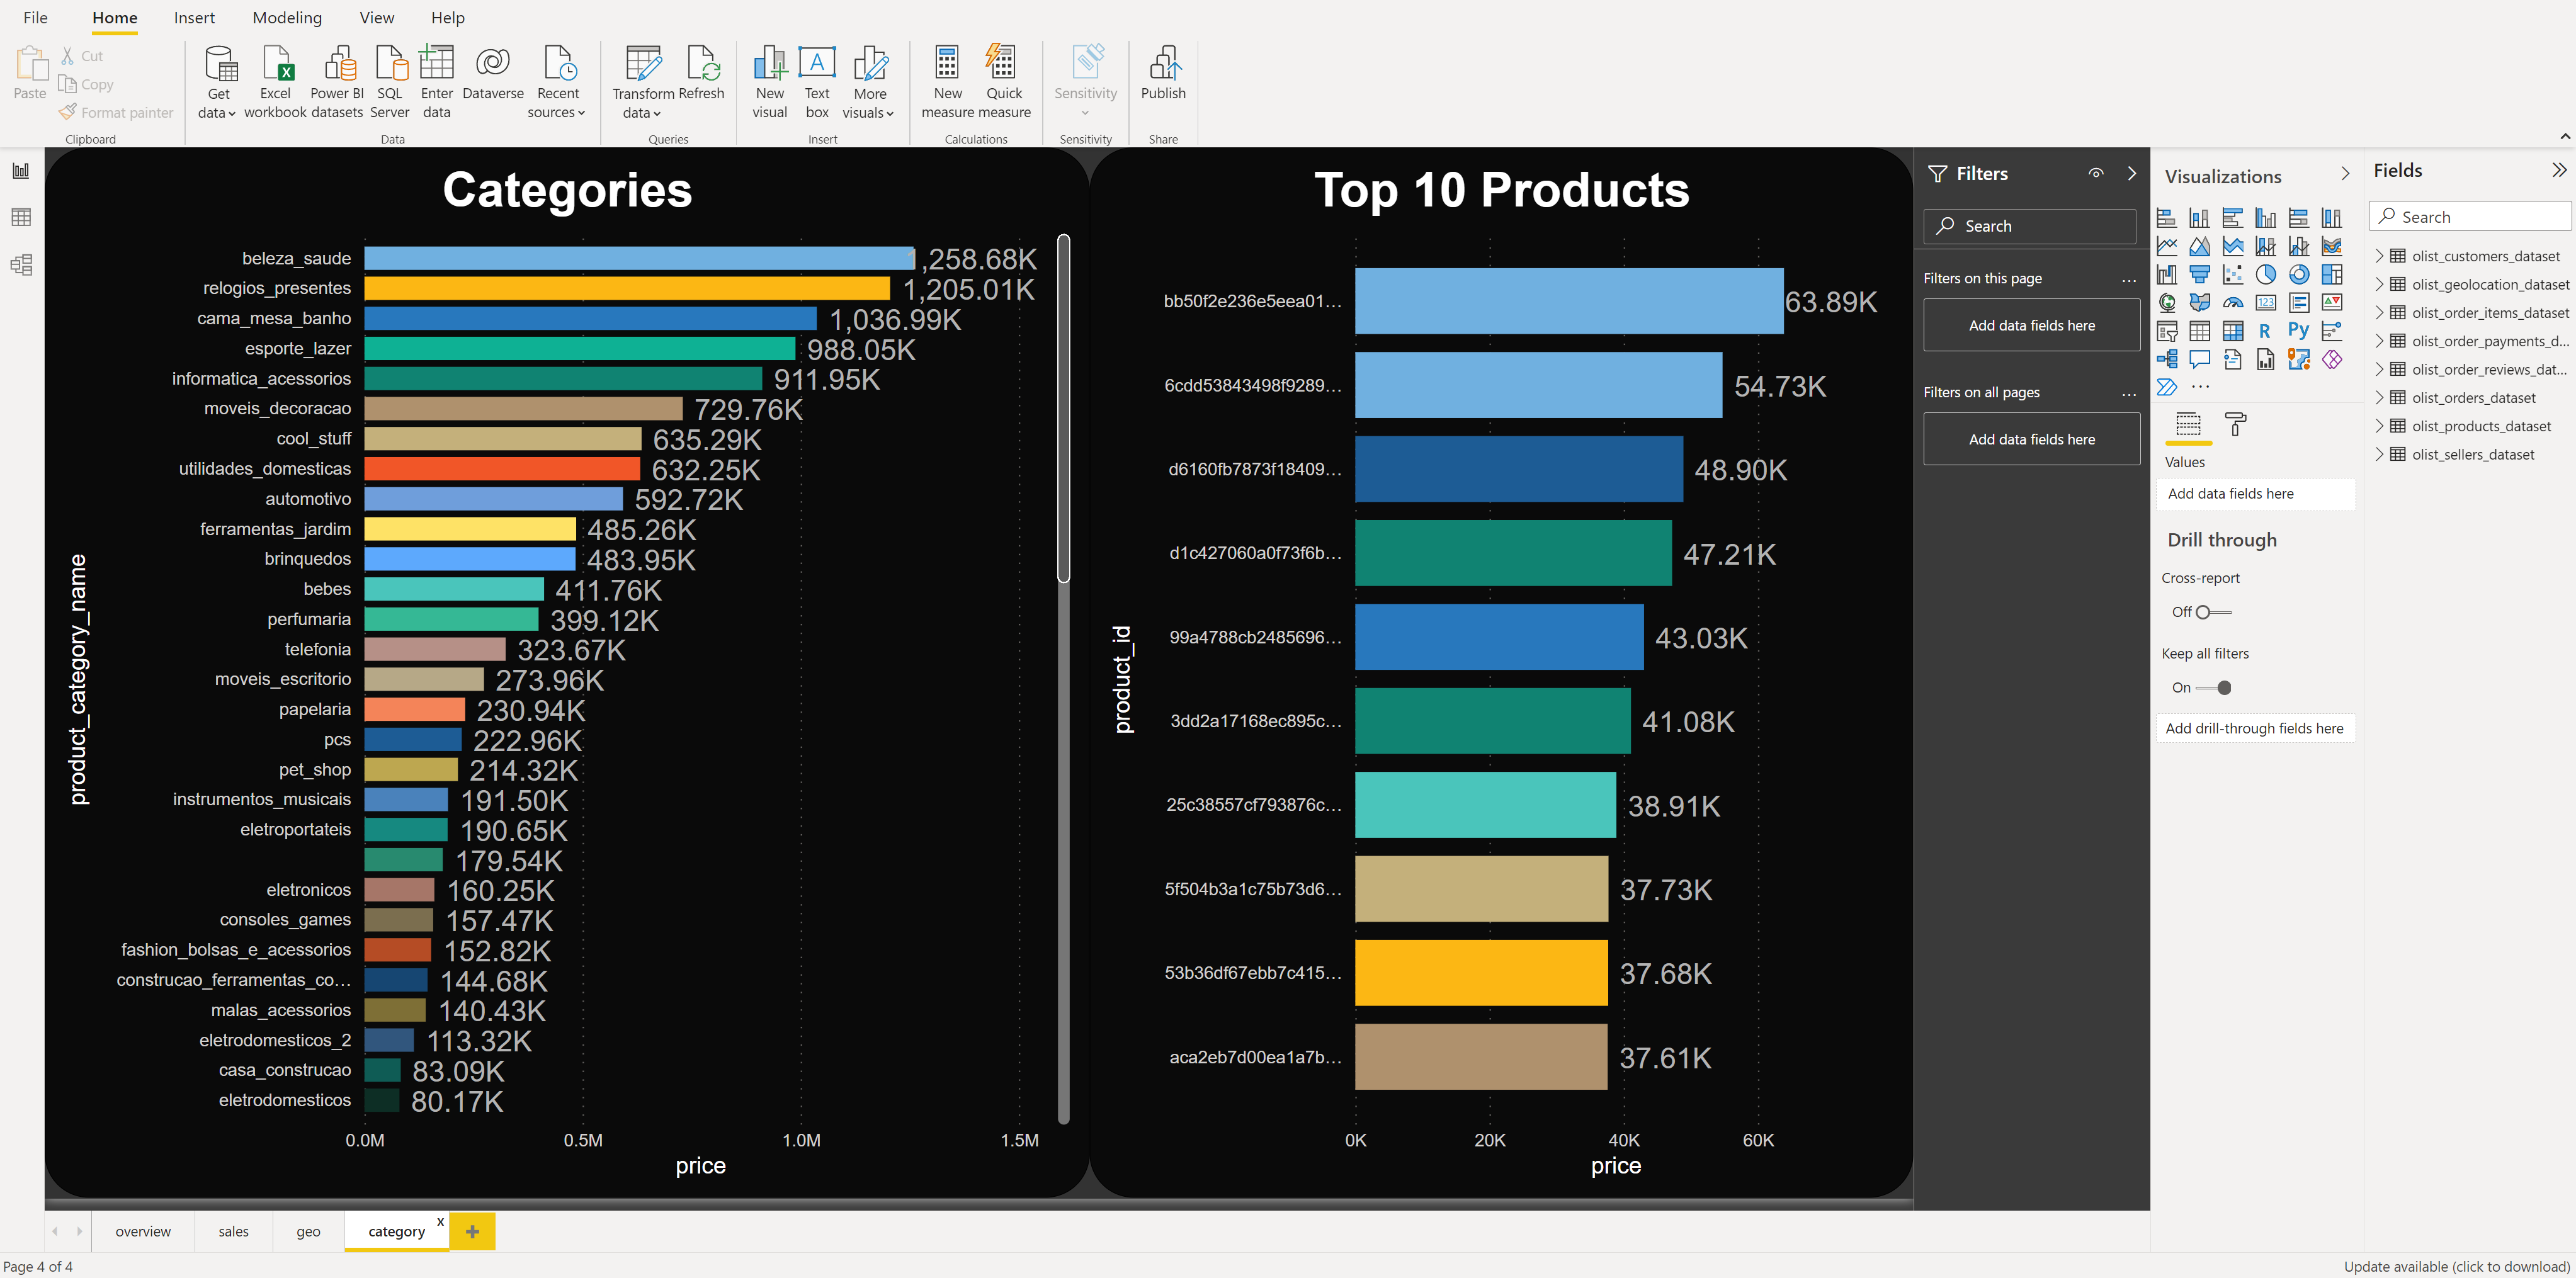 File Home Insert Modeling View Help
Paste
Cut
Copy
Format painter
Clipboard
Get data
Excel workbook
Power BI datasets
SQL Server
Enter data
Dataverse
Recent sources
Data
Transform data
Refresh
Queries
New visual
Text box
More visuals
Insert
New measure
Quick measure
Calculations
Sensitivity
Sensitivity
Publish
Share
Categories
product_category_name
beleza_saude 1,258.68K
relogios_presentes 1,205.01K
cama_mesa_banho 1,036.99K
esporte_lazer 988.05K
informatica_acessorios 911.95K
moveis_decoracao 729.76K
cool_stuff 635.29K
utilidades_domesticas 632.25K
automotivo 592.72K
ferramentas_jardim 485.26K
brinquedos 483.95K
bebes 411.76K
perfumaria 399.12K
telefonia 323.67K
moveis_escritorio 273.96K
papelaria 230.94K
pcs 222.96K
pet_shop 214.32K
instrumentos_musicais 191.50K
eletroportateis 190.65K
179.54K
eletronicos 160.25K
consoles_games 157.47K
fashion_bolsas_e_acessorios 152.82K
construcao_ferramentas_co... 144.68K
malas_acessorios 140.43K
eletrodomesticos_2 113.32K
casa_construcao 83.09K
eletrodomesticos 80.17K
0.0M 0.5M 1.0M 1.5M
price
Top 10 Products
product_id
bb50f2e236e5eea01... 63.89K
6cdd53843498f9289... 54.73K
d6160fb7873f18409... 48.90K
d1c427060a0f73f6b... 47.21K
99a4788cb2485696... 43.03K
3dd2a17168ec895c... 41.08K
25c38557cf793876c... 38.91K
5f504b3a1c75b73d6... 37.73K
53b36df67ebb7c415... 37.68K
aca2eb7d00ea1a7b... 37.61K
0K 20K 40K 60K
price
Filters
Search
Filters on this page ...
Add data fields here
Filters on all pages ...
Add data fields here
Visualizations
123
R
Py
...
Values
Add data fields here
Drill through
Cross-report
Off
Keep all filters
On
Add drill-through fields here
Fields
Search
olist_customers_dataset
olist_geolocation_dataset
olist_order_items_dataset
olist_order_payments_d...
olist_order_reviews_dat...
olist_orders_dataset
olist_products_dataset
olist_sellers_dataset
overview sales geo category x +
Page 4 of 4
Update available (click to download)